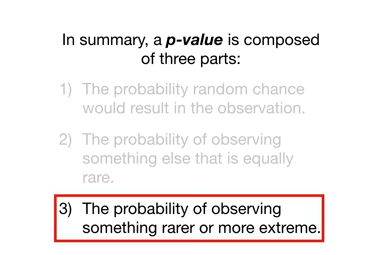 In summary, a p-value is composed
of three parts:
1) The probability random chance
would result in the observation.
2) The probability of observing
something else that is equally
rare.
3) The probability of observing
something rarer or more extreme.